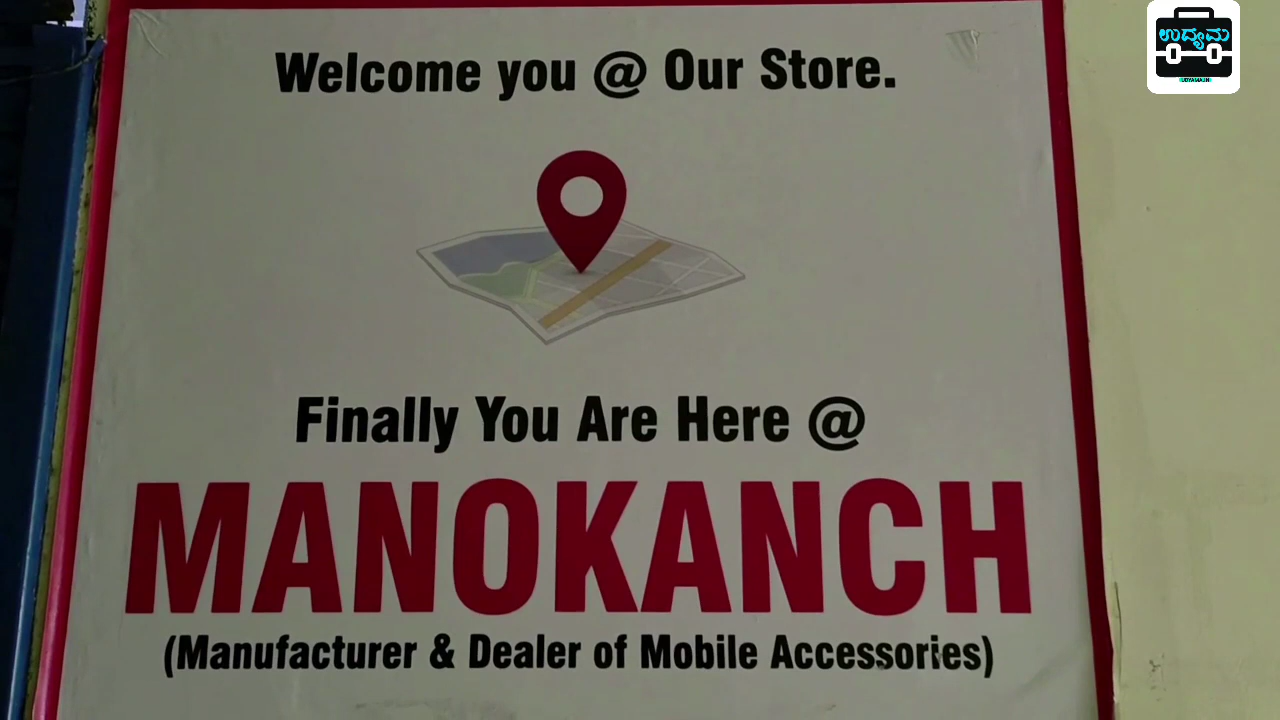 Welcome you @ Our Store.
ಉದ್ಯಮ
Finally You Are Here @
MANOKANCH
(Manufacturer & Dealer of Mobile Accessories)